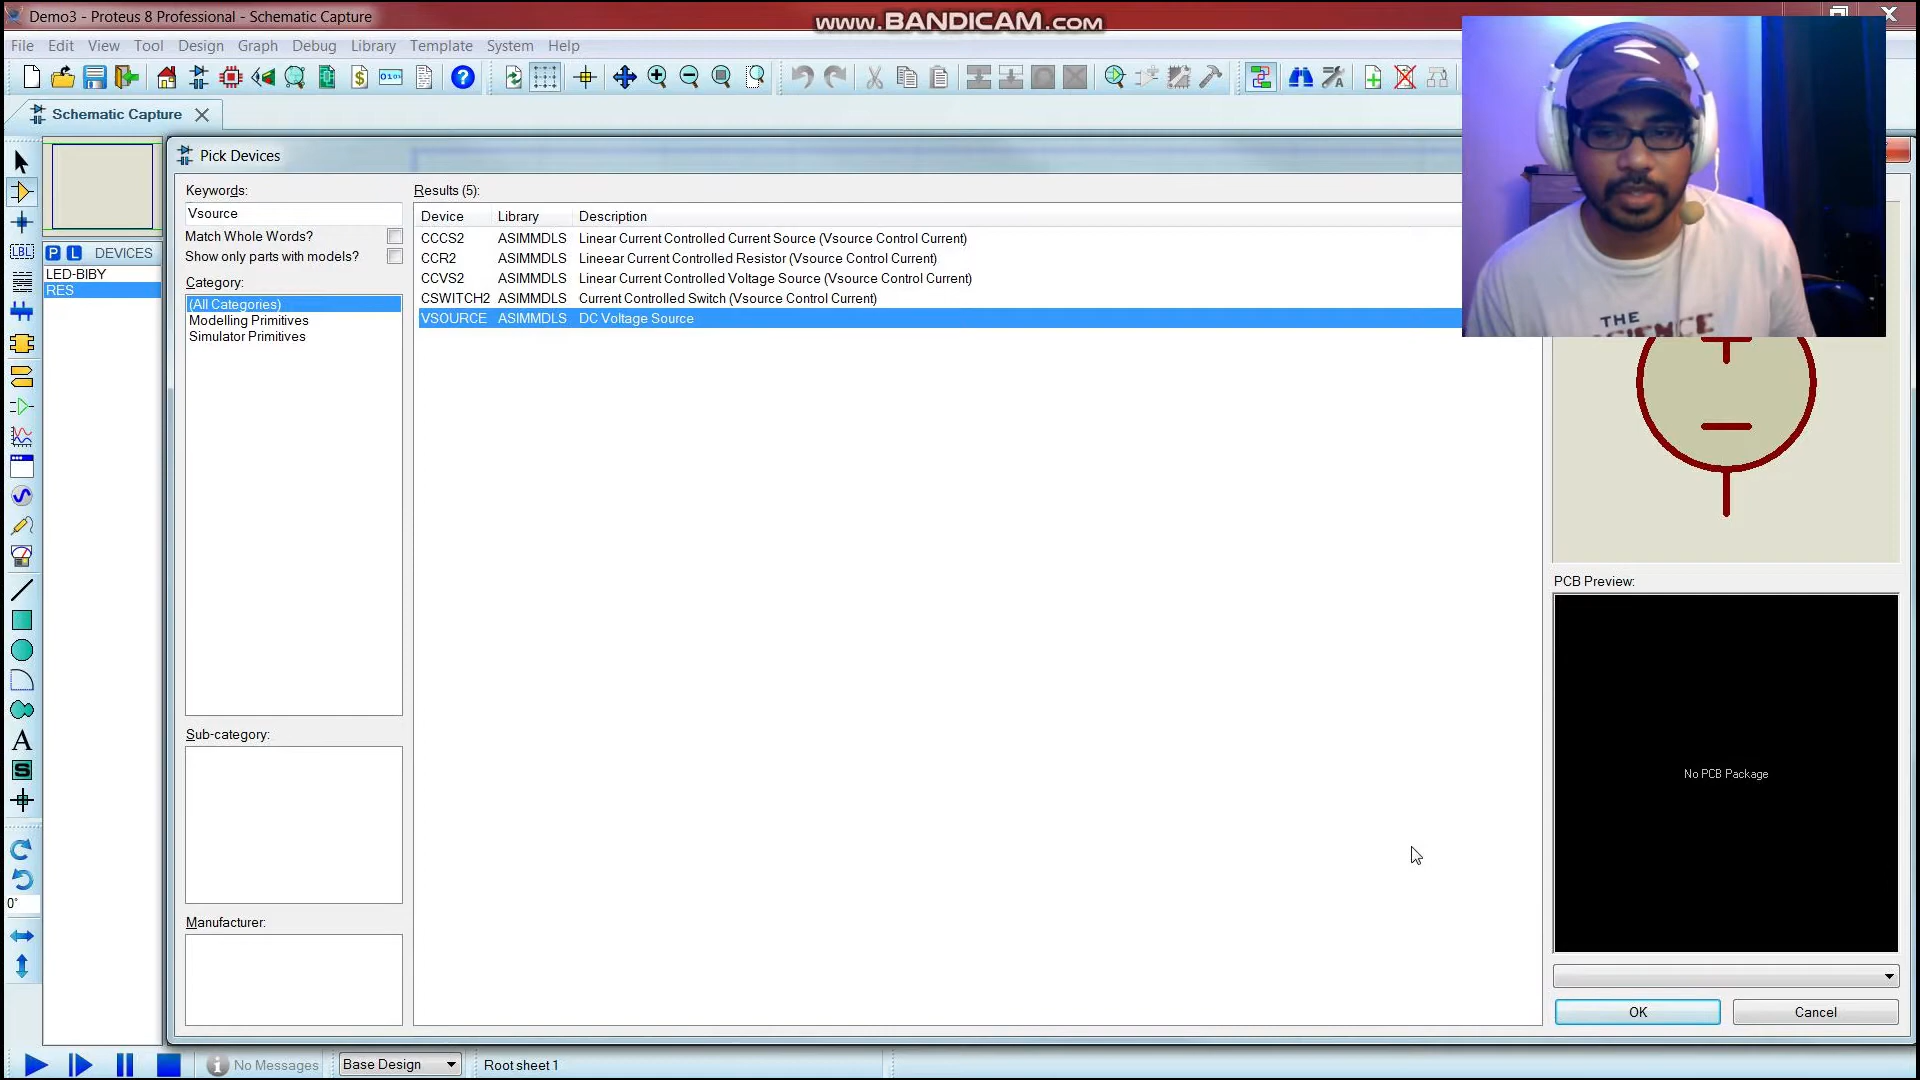 Demo3 - Proteus 8 Professional - Schematic Capture
www.BANDICAM.com
File Edit View Tool Design Graph Debug Library Template System Help
Schematic Capture
Pick Devices
Keywords:
Results (5):
Vsource
Device Library Description
Match Whole Words?
CCCS2 ASIMMDLS Linear Current Controlled Current Source (Vsource Control Current)
P L DEVICES
Show only parts with models?
CCR2 ASIMMDLS Lineear Current Controlled Resistor (Vsource Control Current)
LED-BIBY
Category:
CCVS2 ASIMMDLS Linear Current Controlled Voltage Source (Vsource Control Current)
RES
(All Categories)
CSWITCH2 ASIMMDLS Current Controlled Switch (Vsource Control Current)
Modelling Primitives
VSOURCE ASIMMDLS DC Voltage Source
Simulator Primitives
THE
LBL
PCB Preview:
Sub-category:
A
S
No PCB Package
0°
Manufacturer:
OK
Cancel
No Messages
Base Design
Root sheet 1